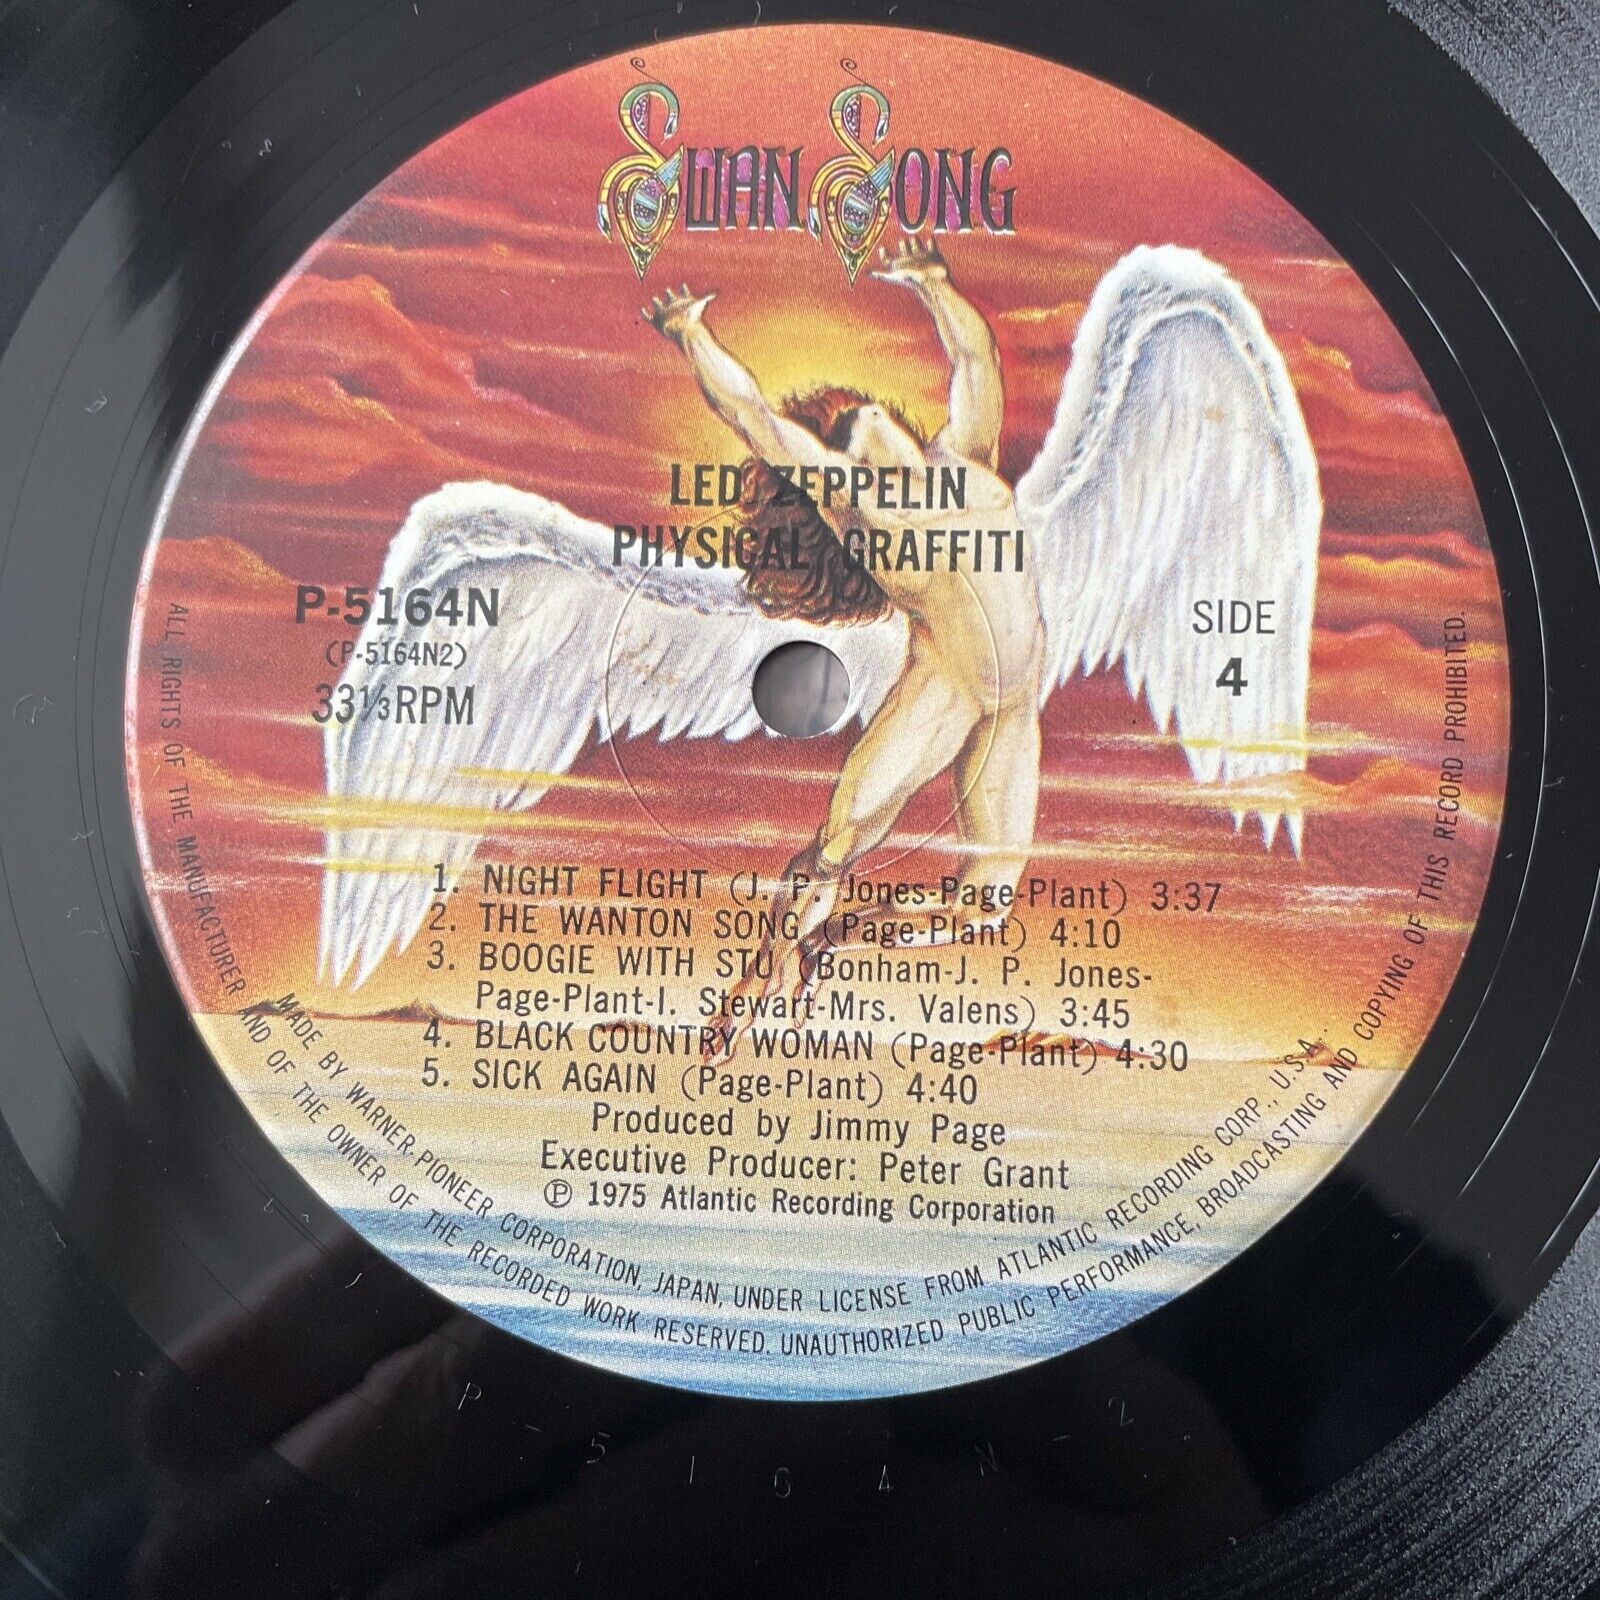 SWAN SONG
LED ZEPPELIN
PHYSICAL GRAFFITI
P-5164N
(P-5164N2)
33⅓RPM
SIDE
4
1. NIGHT FLIGHT (J. P. Jones-Page-Plant) 3:37
2. THE WANTON SONG (Page-Plant) 4:10
3. BOOGIE WITH STU (Bonham-J. P. Jones-
Page-Plant-I. Stewart-Mrs. Valens) 3:45
4. BLACK COUNTRY WOMAN (Page-Plant) 4:30
5. SICK AGAIN (Page-Plant) 4:40
Produced by Jimmy Page
Executive Producer: Peter Grant
Ⓟ 1975 Atlantic Recording Corporation
MADE BY WARNER-PIONEER CORPORATION, JAPAN, UNDER LICENSE FROM ATLANTIC RECORDING CORP., U.S.A.
ALL RIGHTS OF THE MANUFACTURER AND OF THE OWNER OF THE RECORDED WORK RESERVED. UNAUTHORIZED PUBLIC PERFORMANCE, BROADCASTING AND COPYING OF THIS RECORD PROHIBITED.